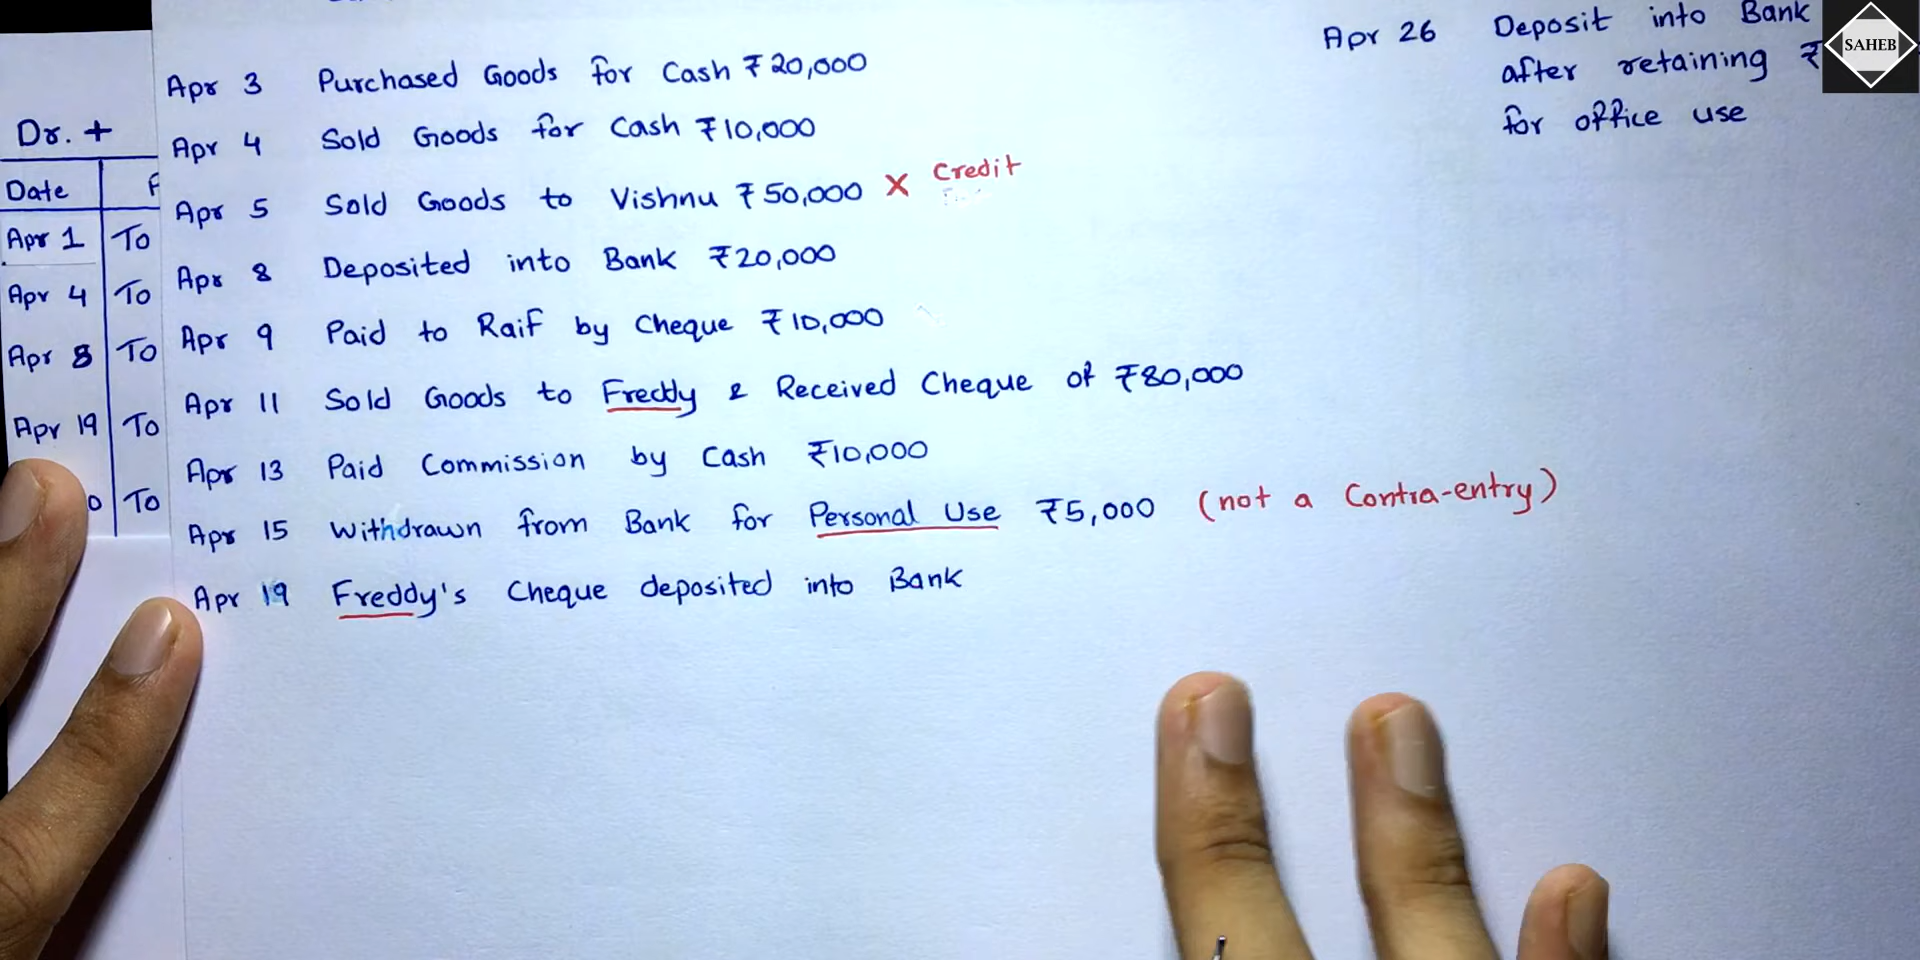 Apr 3 Purchased Goods for Cash ₹20,000
Apr 4 Sold Goods for Cash ₹10,000
Apr 5 Sold Goods to Vishnu ₹50,000 X Credit
Apr 8 Deposited into Bank ₹20,000
Apr 9 Paid to Raif by Cheque ₹10,000
Apr 11 Sold Goods to Freddy & Received Cheque of ₹80,000
Apr 13 Paid Commission by Cash ₹10,000
Apr 15 Withdrawn from Bank for Personal Use ₹5,000 (not a Contra-entry)
Apr 19 Freddy's Cheque deposited into Bank
Apr 26 Deposit into Bank
after retaining ₹
for office use
SAHEB
Dr. +
Date
Apr 1 To
Apr 4 To
Apr 8 To
Apr 19 To
To